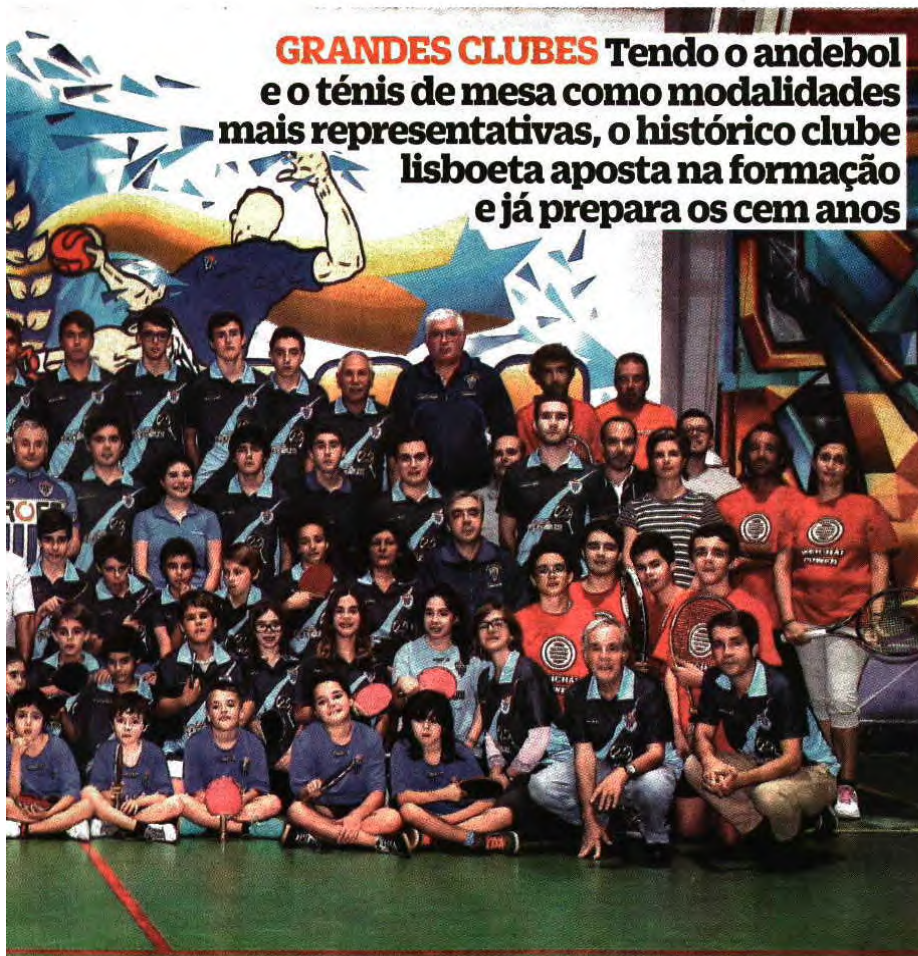 GRANDES CLUBES Tendo o andebol
e o ténis de mesa como modalidades
mais representativas, o histórico clube
lisboeta aposta na formação
e já prepara os cem anos